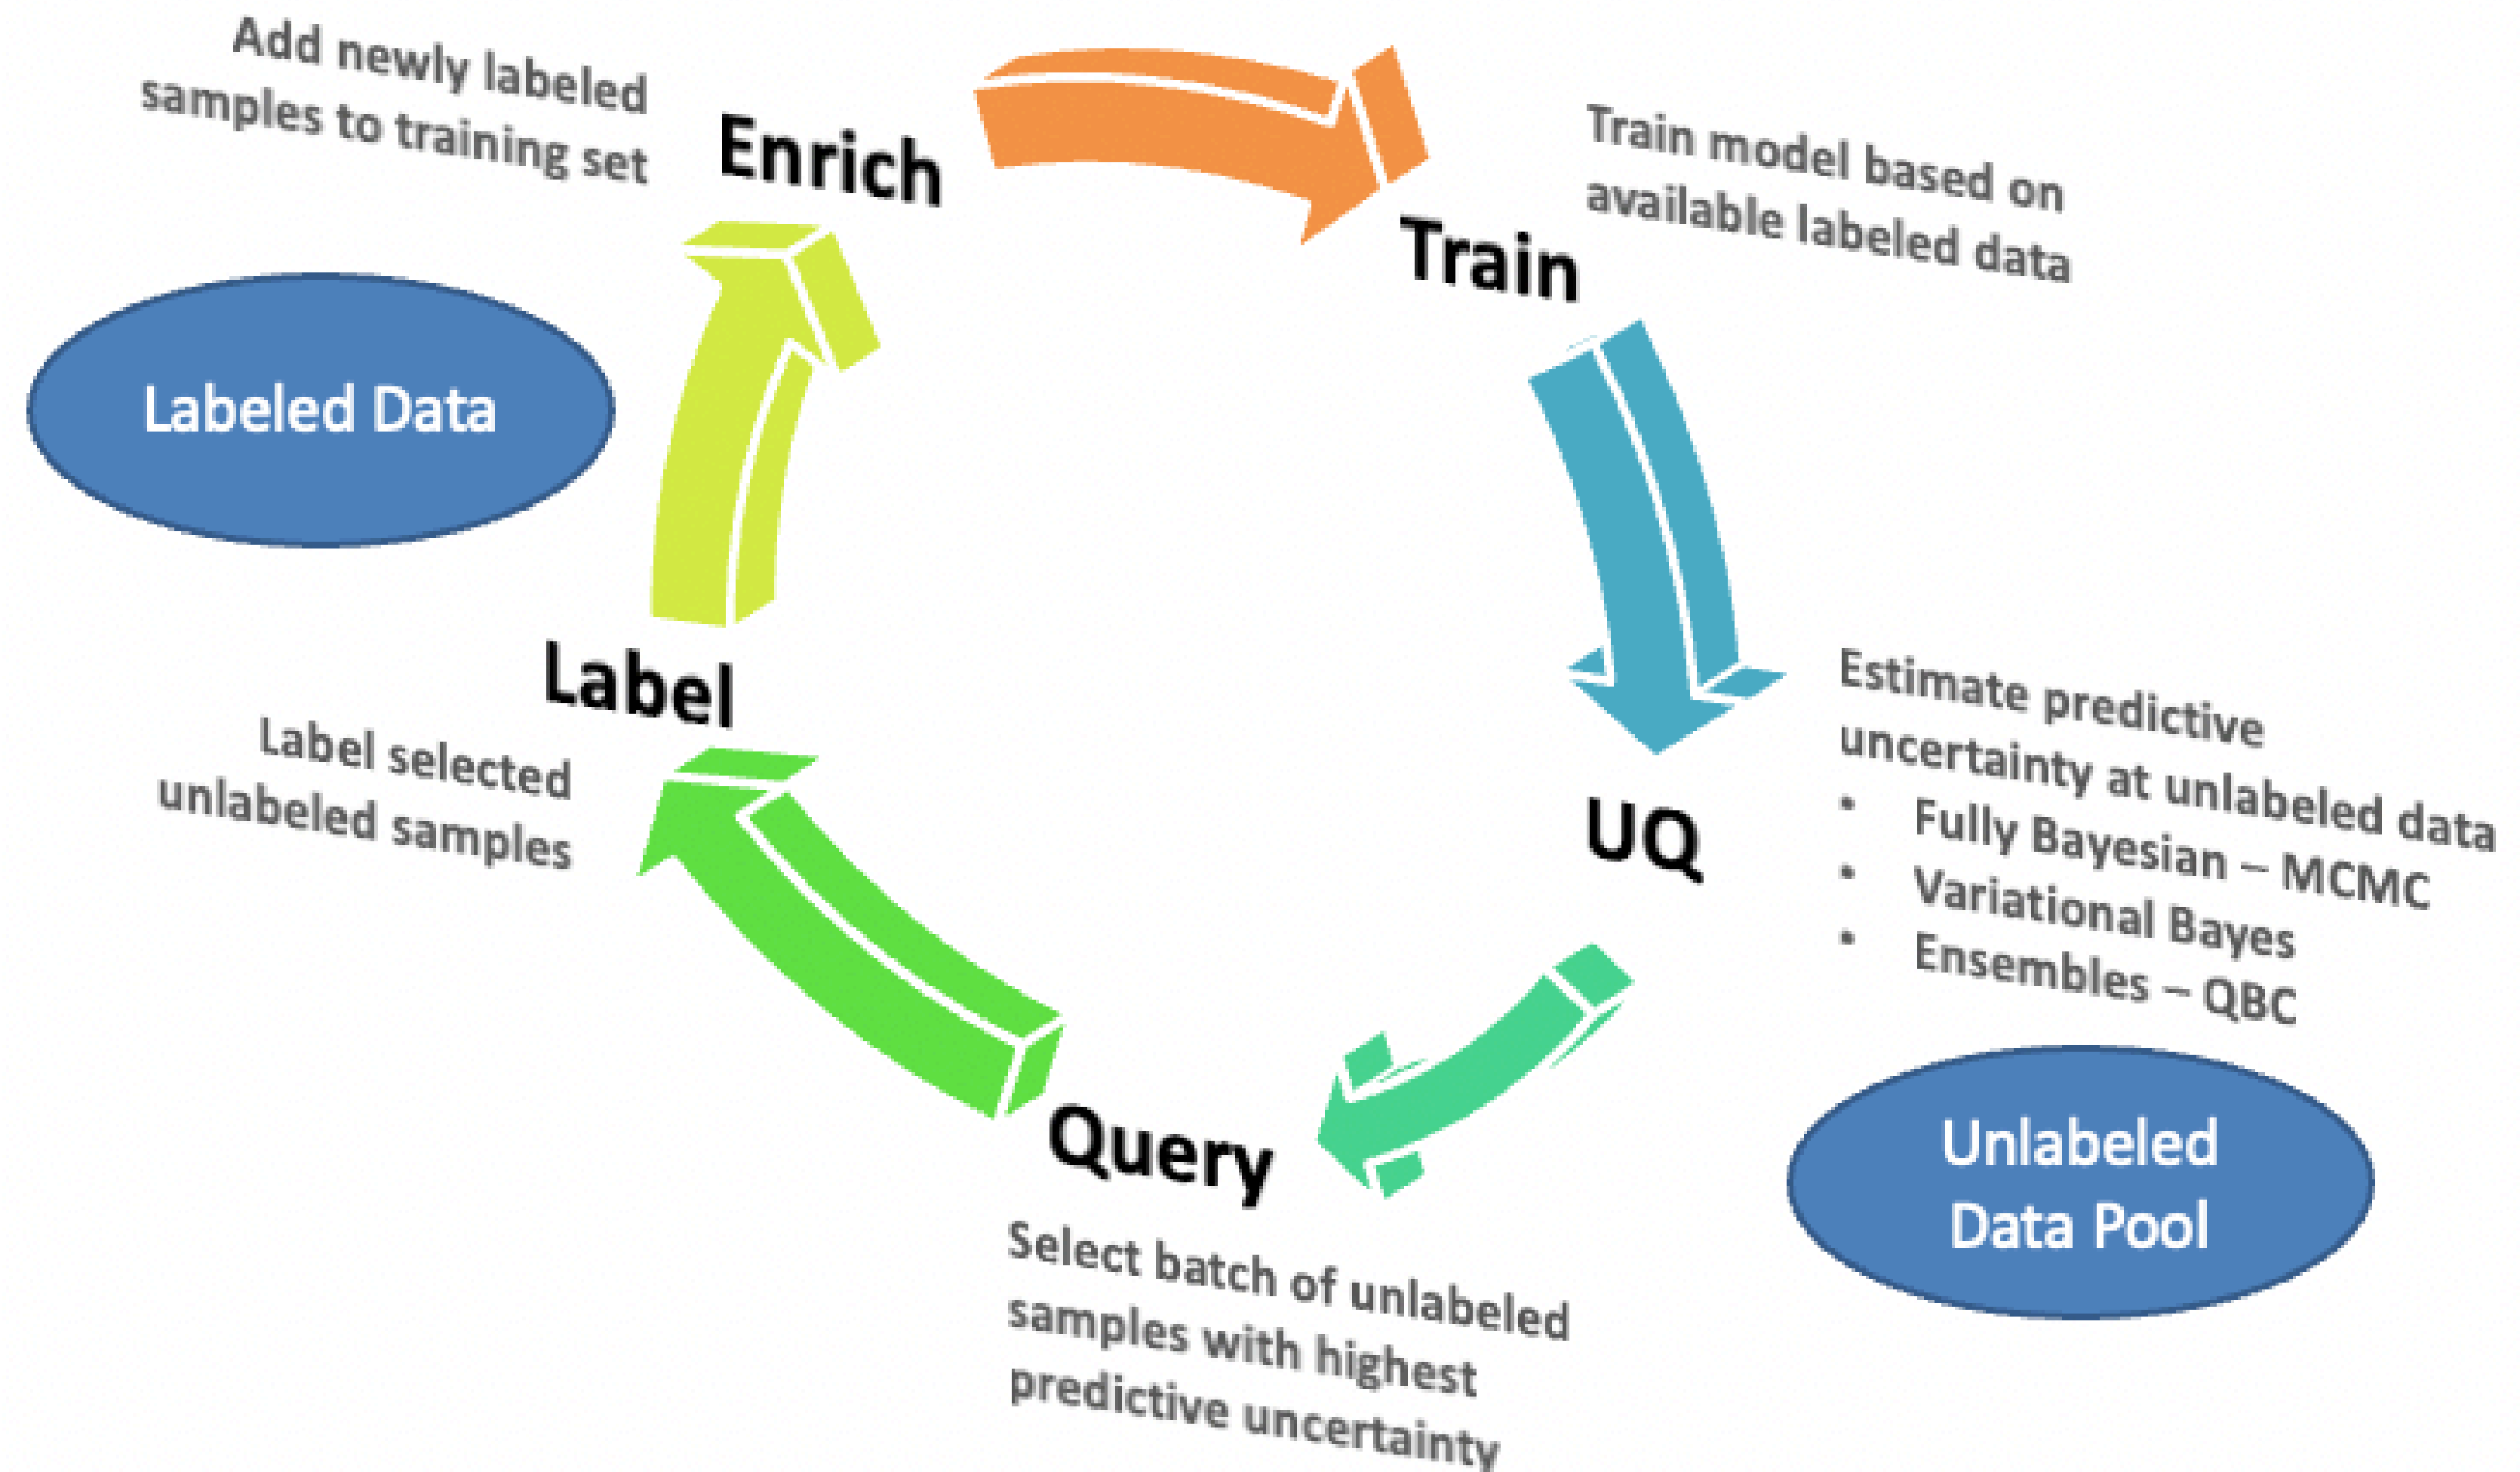 Add newly labeled
samples to training set
Enrich
Train model based on
available labeled data
Train
Labeled Data
Estimate predictive
uncertainty at unlabeled data
• Fully Bayesian – MCMC
• Variational Bayes
• Ensembles – QBC
UQ
Label
Label selected
unlabeled samples
Query
Select batch of unlabeled
samples with highest
predictive uncertainty
Unlabeled
Data Pool